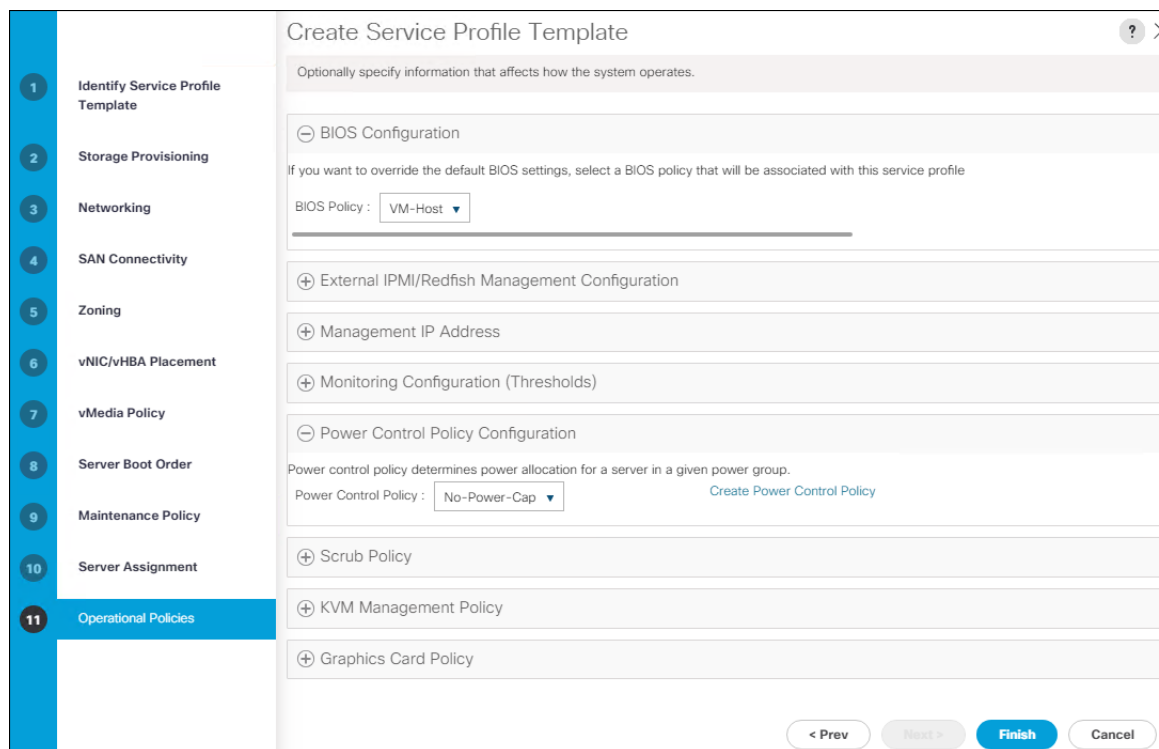 Create Service Profile Template
?
Optionally specify information that affects how the system operates.
1
Identify Service Profile
Template
2
Storage Provisioning
3
Networking
4
SAN Connectivity
5
Zoning
6
vNIC/vHBA Placement
7
vMedia Policy
8
Server Boot Order
9
Maintenance Policy
10
Server Assignment
11
Operational Policies
BIOS Configuration
If you want to override the default BIOS settings, select a BIOS policy that will be associated with this service profile
BIOS Policy : VM-Host
External IPMI/Redfish Management Configuration
Management IP Address
Monitoring Configuration (Thresholds)
Power Control Policy Configuration
Power control policy determines power allocation for a server in a given power group.
Power Control Policy : No-Power-Cap Create Power Control Policy
Scrub Policy
KVM Management Policy
Graphics Card Policy
< Prev Next > Finish Cancel